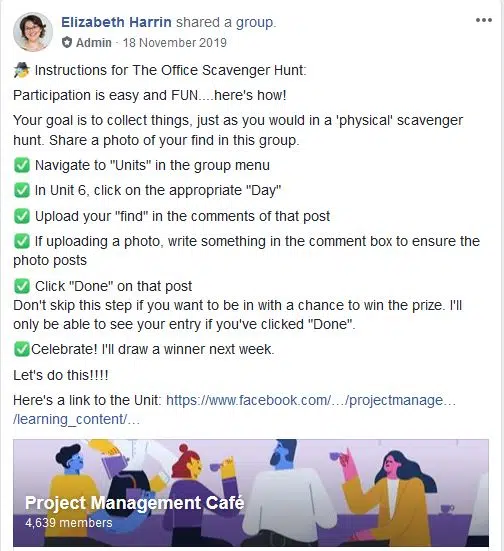 Elizabeth Harrin shared a group.
Admin · 18 November 2019
Instructions for The Office Scavenger Hunt:
Participation is easy and FUN....here's how!
Your goal is to collect things, just as you would in a 'physical' scavenger
hunt. Share a photo of your find in this group.
✅ Navigate to "Units" in the group menu
✅ In Unit 6, click on the appropriate "Day"
✅ Upload your "find" in the comments of that post
✅ If uploading a photo, write something in the comment box to ensure the
photo posts
✅ Click "Done" on that post
Don't skip this step if you want to be in with a chance to win the prize. I'll
only be able to see your entry if you've clicked "Done".
✅Celebrate! I'll draw a winner next week.
Let's do this!!!!
Here's a link to the Unit: https://www.facebook.com/…/projectmanage…
/learning_content/…
Project Management Café
4,639 members